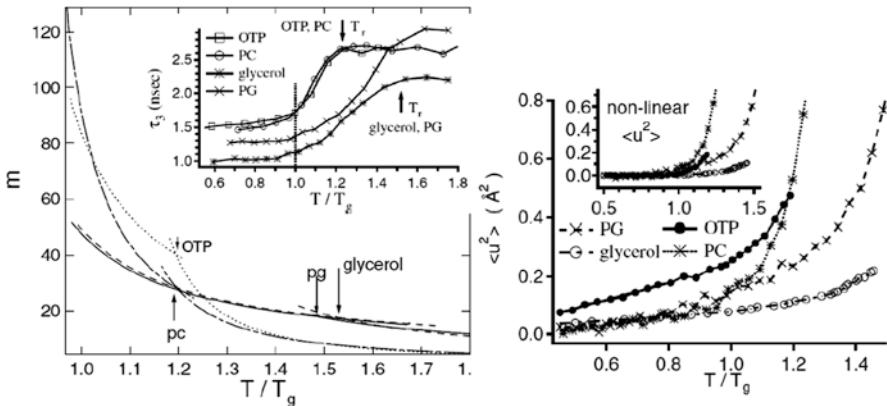 120
100
80
60
40
20
m
1.0 1.1 1.2 1.3 1.4 1.5 1.6 1.7 1.8
T / Tg
OTP
pc
pg
glycerol
OTP
PC
glycerol
PG
OTP, PC
Tr
Tr
glycerol, PG
2.5
2.0
1.5
1.0
τ3 (nsec)
0.6 0.8 1.0 1.2 1.4 1.6 1.8
T / Tg
0.8
0.6
0.4
0.2
0.0
<u²> (Å²)
0.6 0.8 1.0 1.2 1.4
T/Tg
PG
OTP
glycerol
PC
non-linear
<u²>
0.6
0.4
0.2
0.0
0.5 1.0 1.5